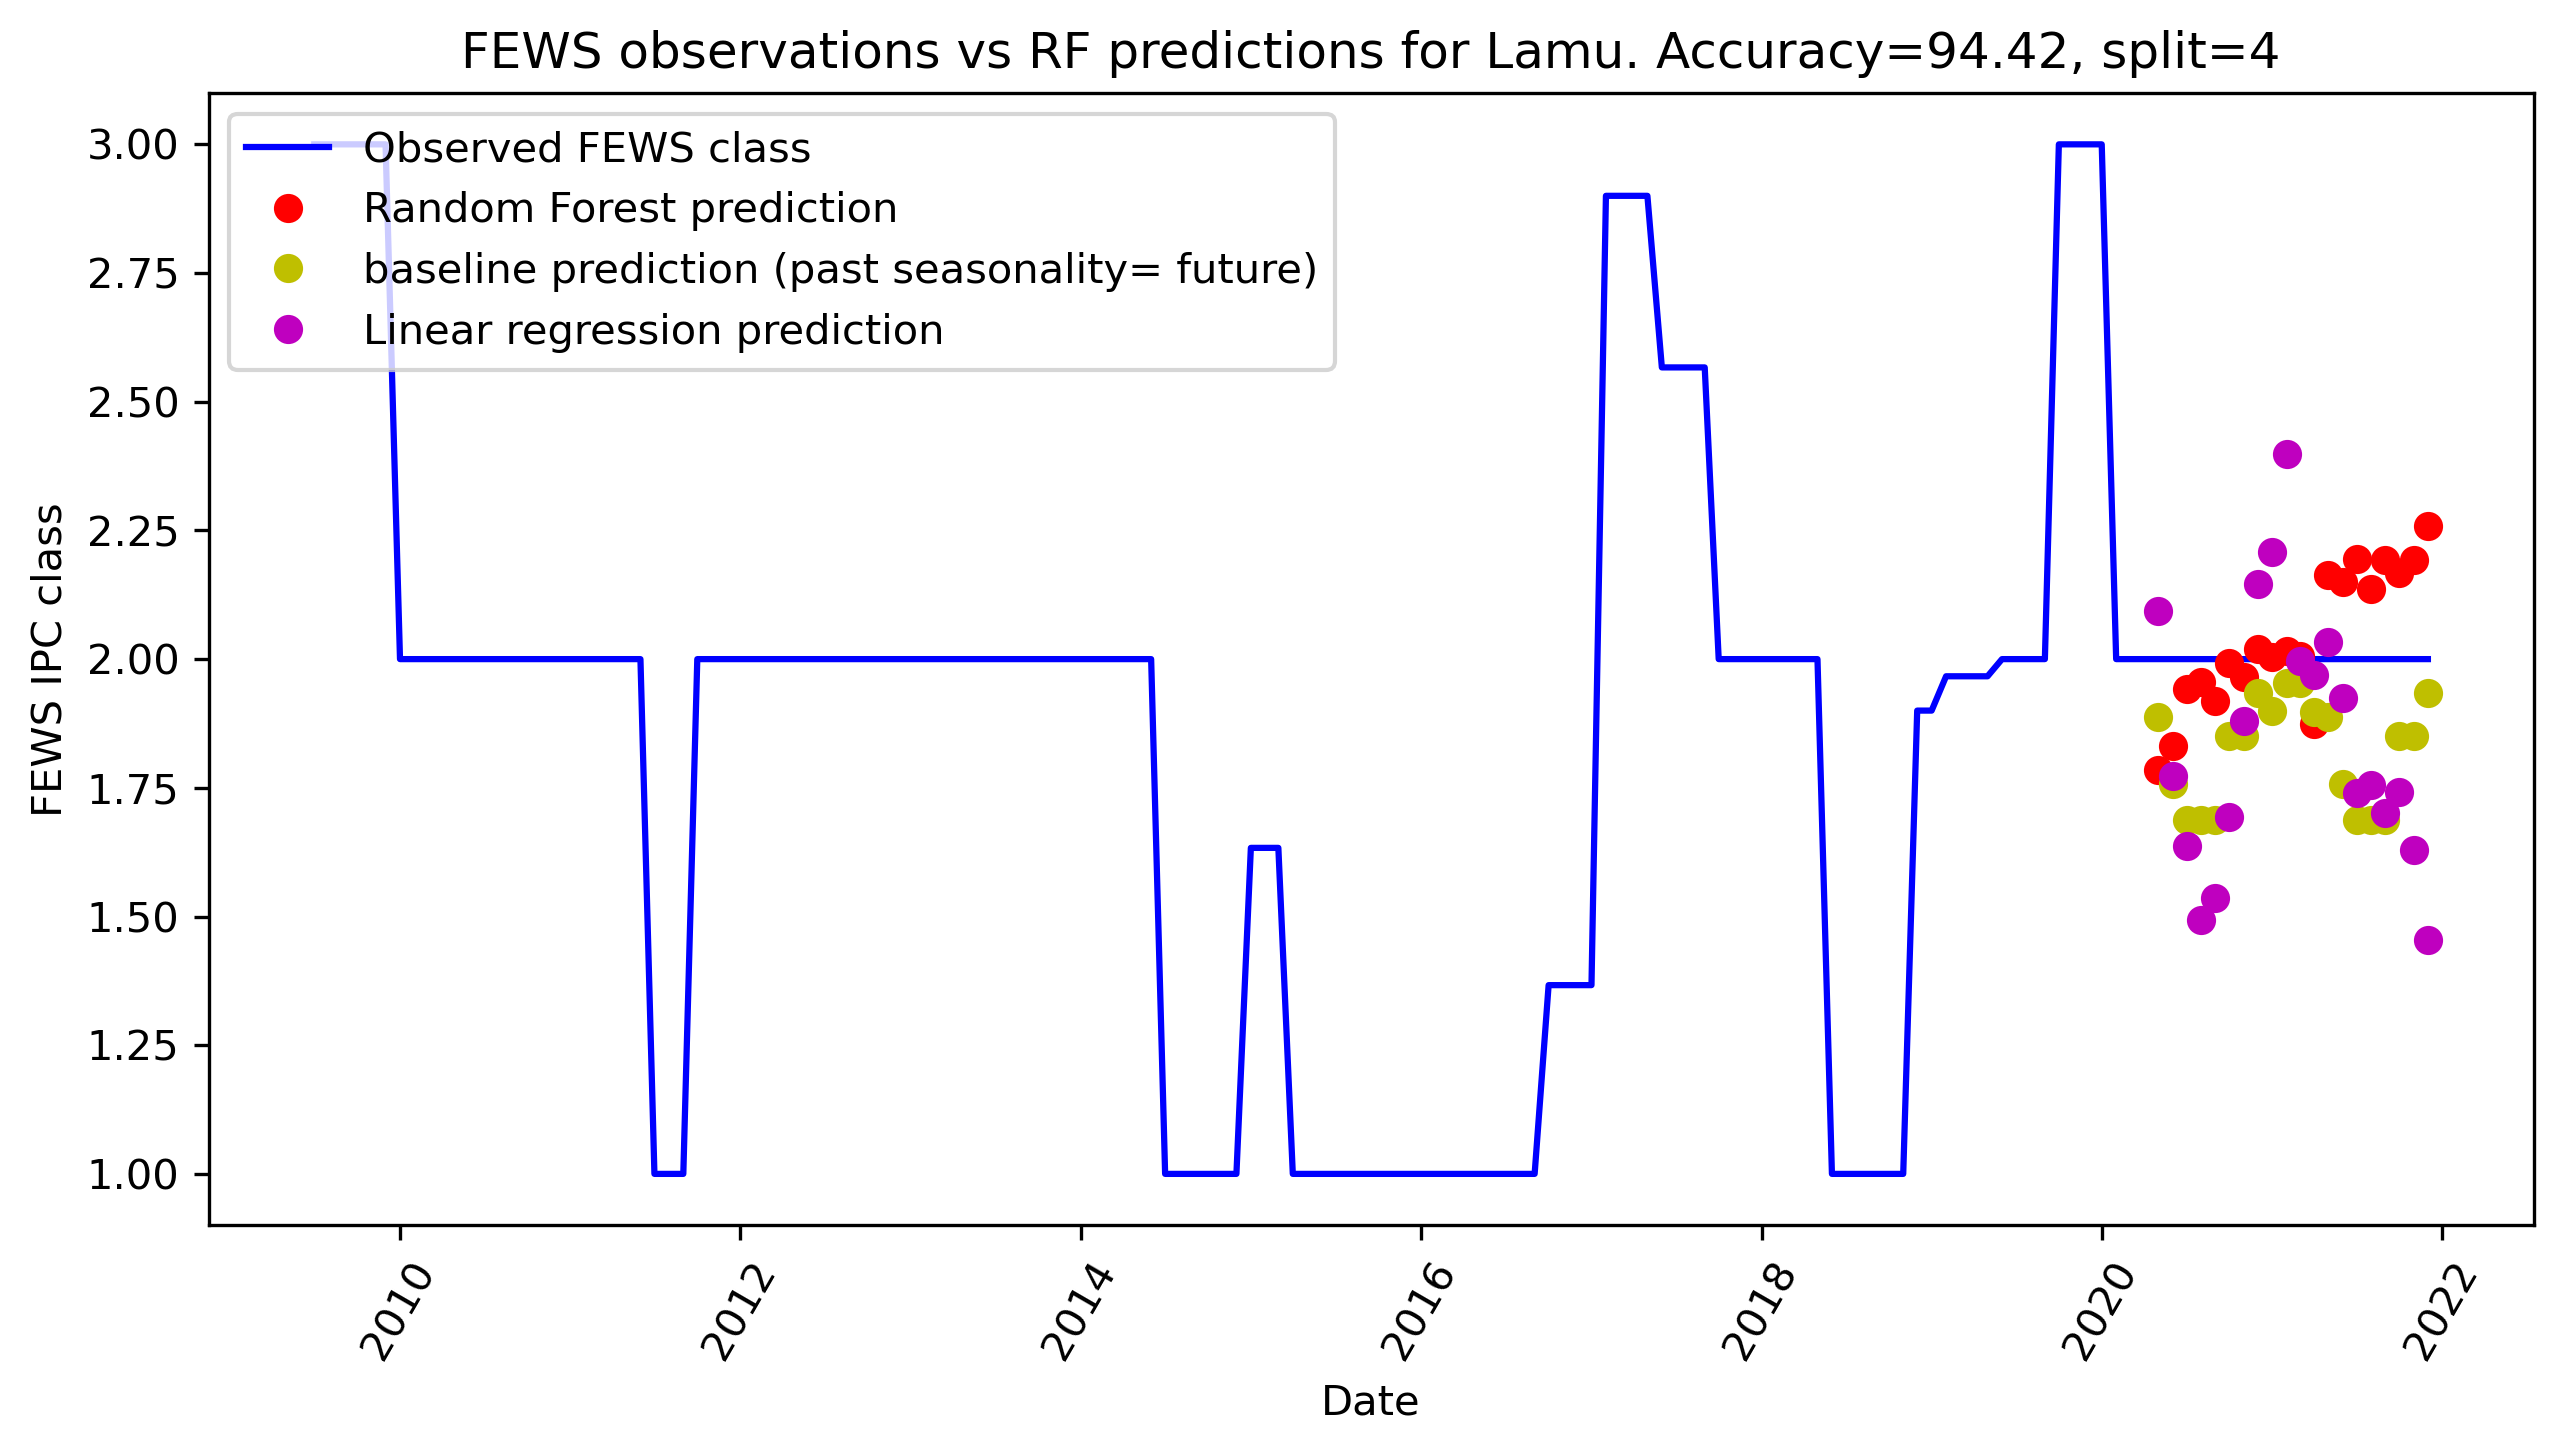 FEWS observations vs RF predictions for Lamu. Accuracy=94.42, split=4
Observed FEWS class
Random Forest prediction
baseline prediction (past seasonality= future)
Linear regression prediction
FEWS IPC class
3.00
2.75
2.50
2.25
2.00
1.75
1.50
1.25
1.00
2010
2012
2014
2016
2018
2020
2022
Date